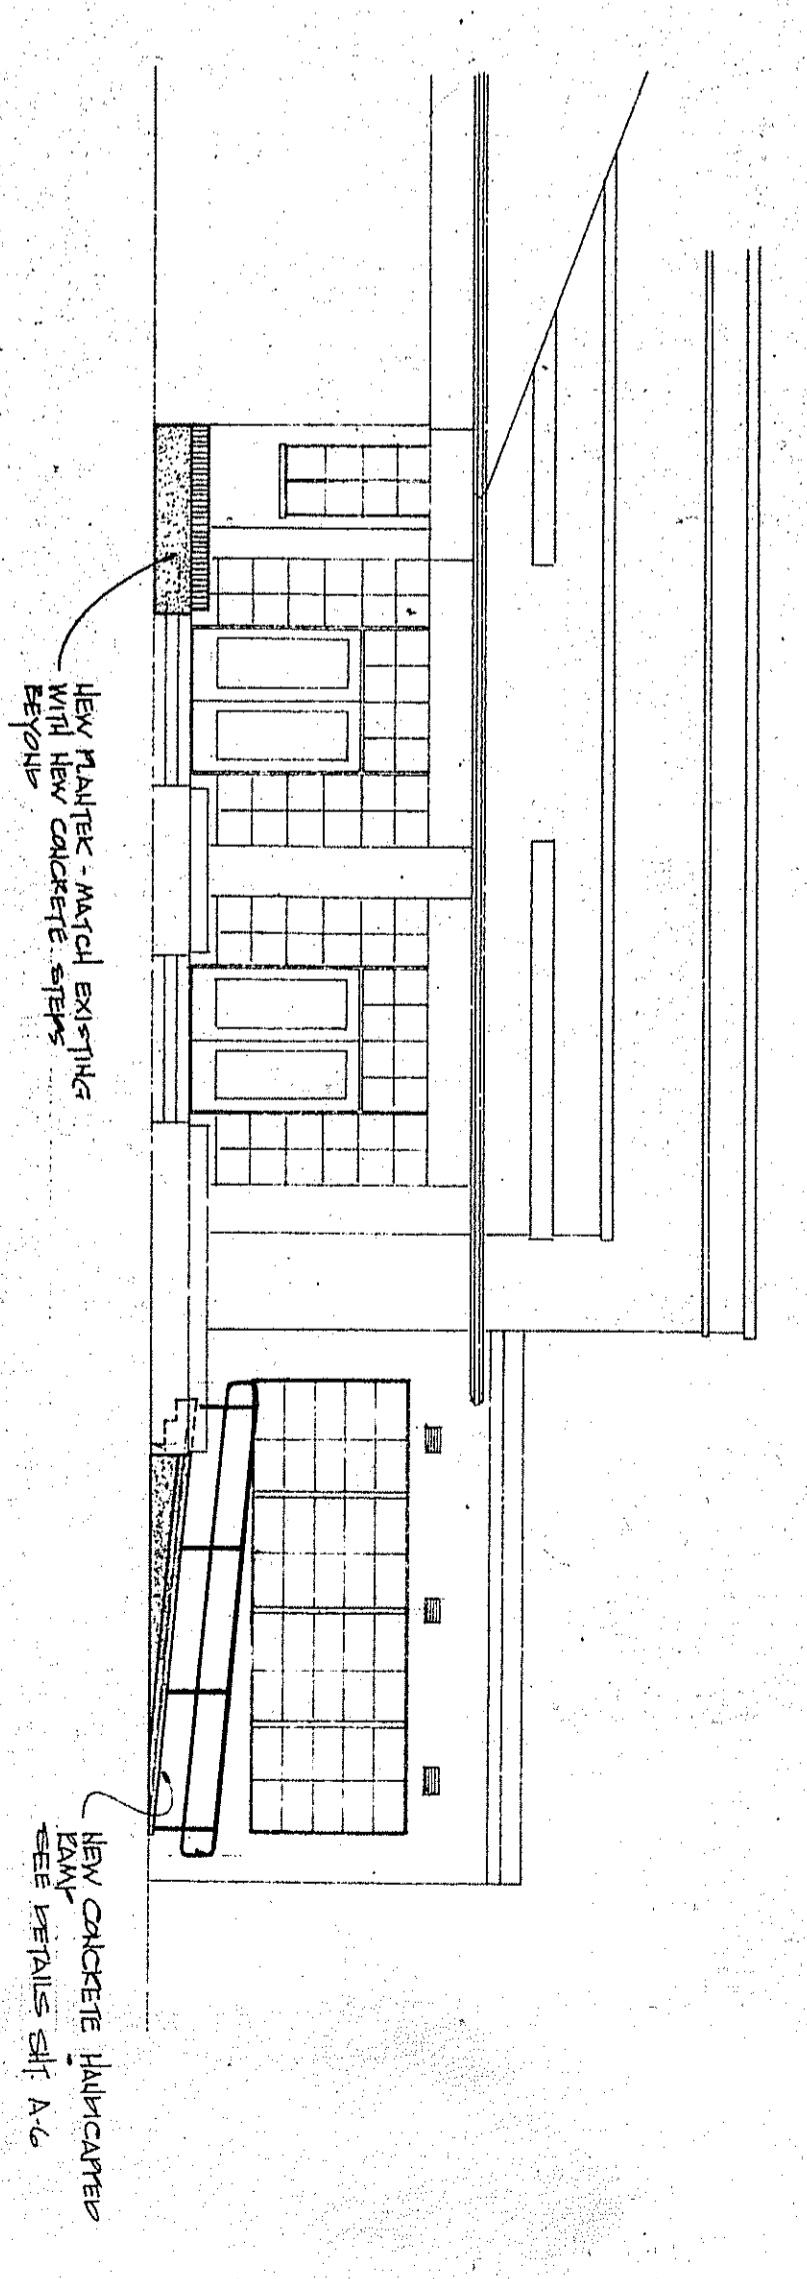 NEW PLANTER - MATCH EXISTING
WITH NEW CONCRETE STEPS
BEYOND
NEW CONCRETE HANDICAPPED
RAMP
SEE DETAILS SHT. A-6